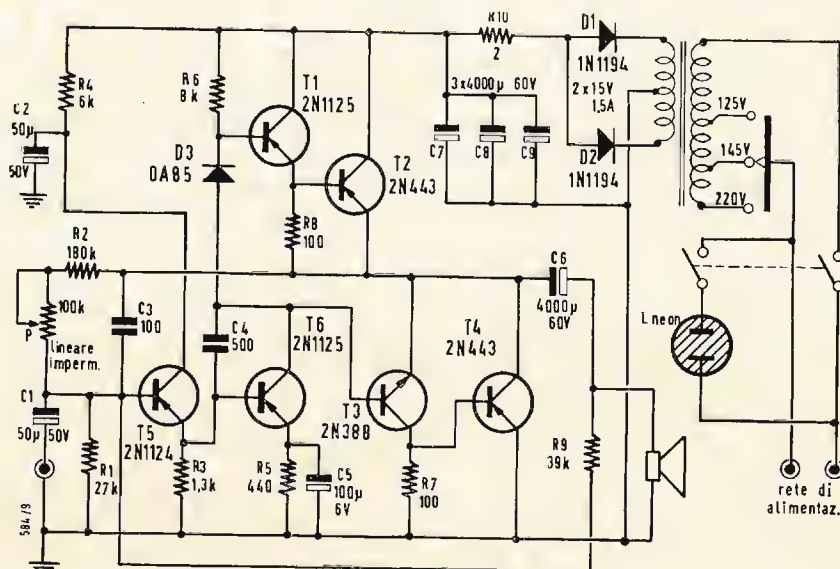 R10
2
D1
1N1194
R4
6k
R6
8k
T1
2N1125
2x15V
1,5A
125V
3x4000µ 60V
C2
50µ
50V
D3
OA85
T2
2N443
C7
C8
C9
D2
1N1194
145V
220V
R8
100
R2
180k
C6
4000µ
60V
100k
P
lineare
imperm.
C3
100
C4
500
T6
2N1125
T4
2N443
L neon
C1
50µ 50V
T5
2N1124
T3
2N388
R1
27k
R3
1,3k
R5
440
C5
100µ
6V
R7
100
R9
39k
rete di
alimentaz.
584/9